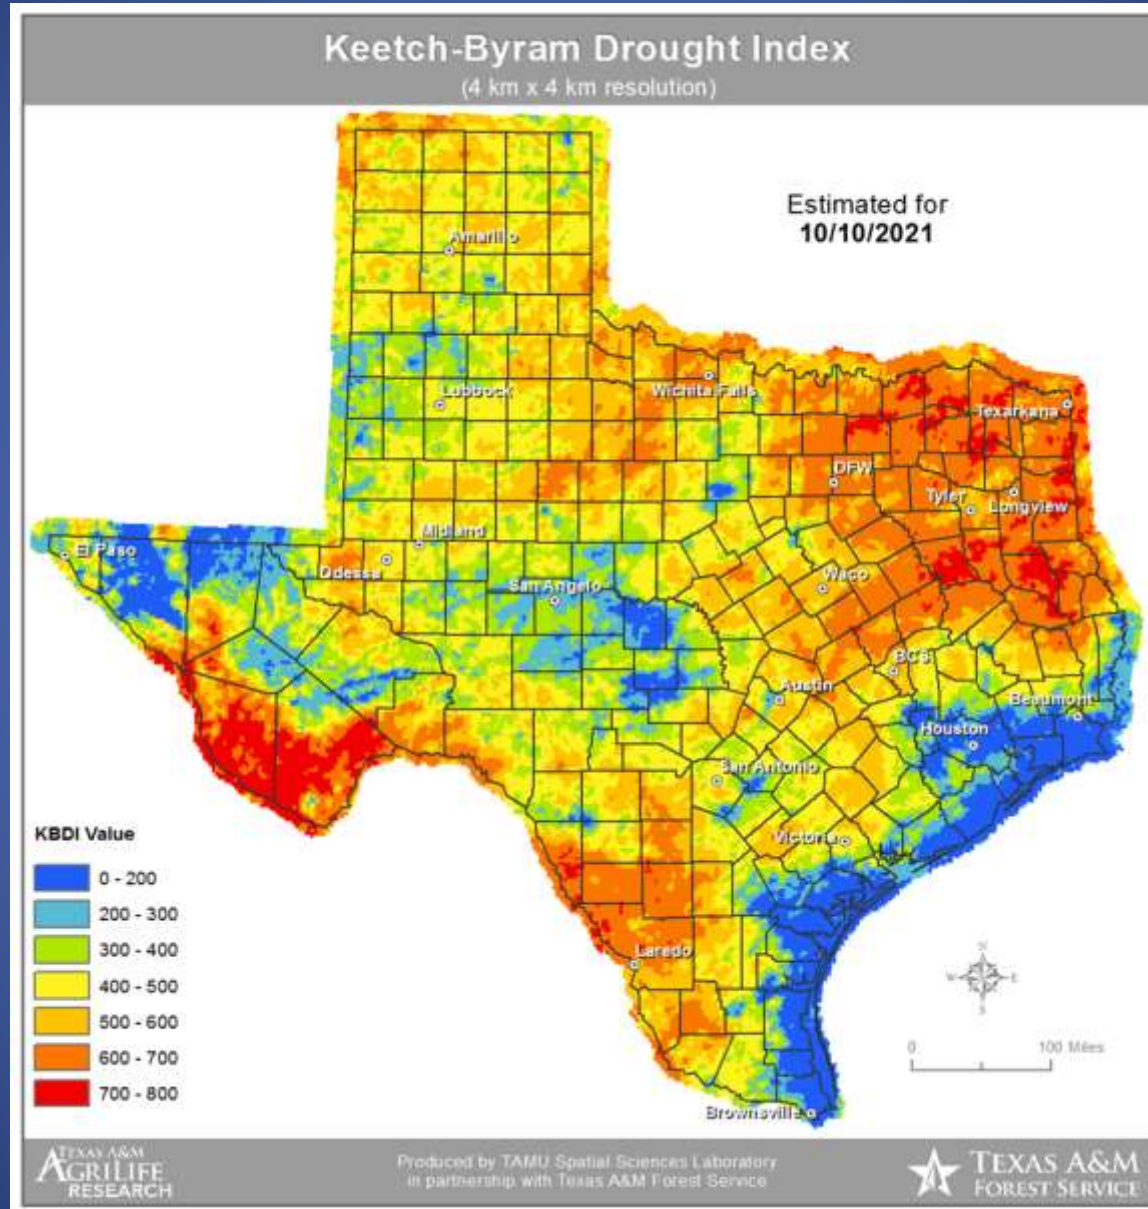 Keetch-Byram Drought Index
(4 km x 4 km resolution)
Estimated for
10/10/2021
Amarillo
Lubbock
Wichita Falls
Texarkana
DFW
Tyler
Longview
Midland
El Paso
Odessa
San Angelo
Waco
BCS
Austin
Beaumont
Houston
San Antonio
Victoria
Laredo
Brownsville
KBDI Value
0 - 200
200 - 300
300 - 400
400 - 500
500 - 600
600 - 700
700 - 800
N
W E
S
0 100 Miles
TEXAS A&M
AGRILIFE
RESEARCH
Produced by TAMU Spatial Sciences Laboratory
in partnership with Texas A&M Forest Service
TEXAS A&M
FOREST SERVICE